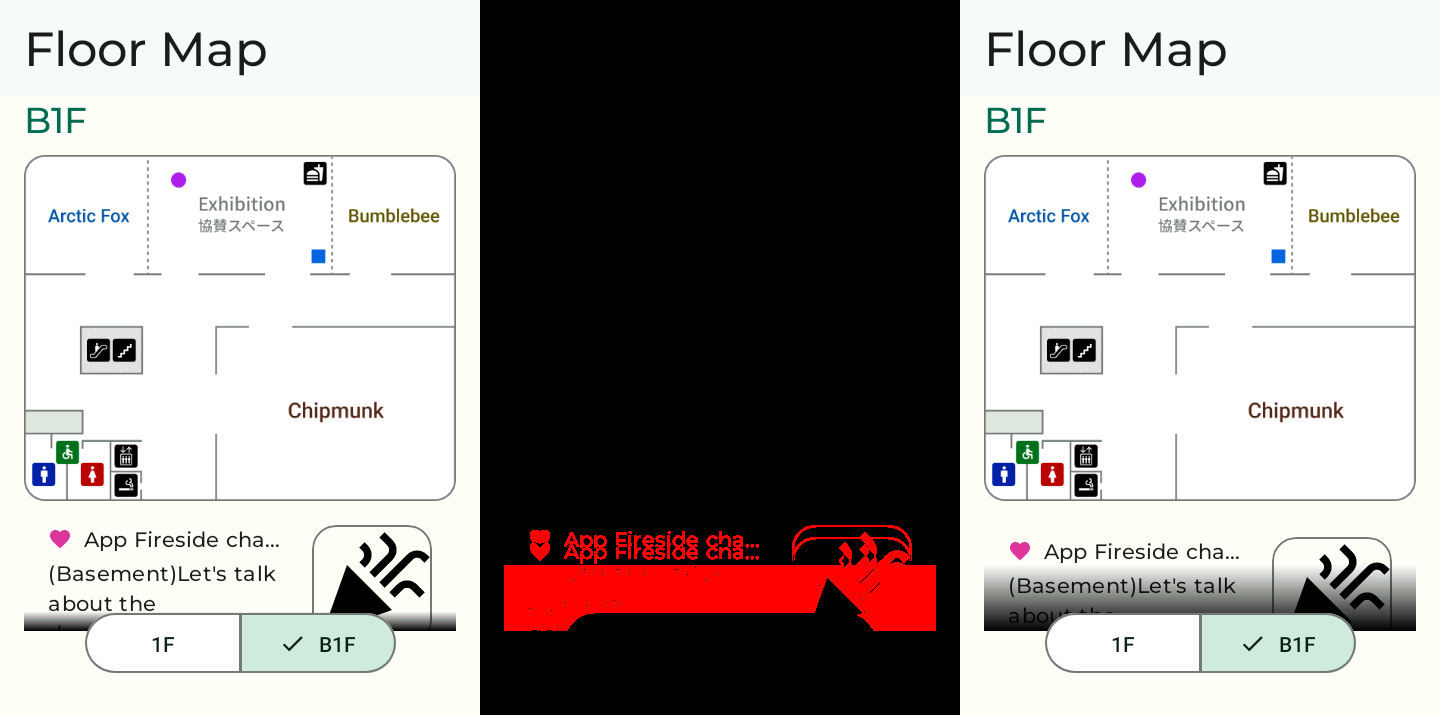 Floor Map
B1F
Arctic Fox
Exhibition
協賛スペース
Bumblebee
Chipmunk
App Fireside cha...
(Basement)Let's talk
about the
1F
B1F
App Fireside cha...
App Fireside cha...
Floor Map
B1F
Arctic Fox
Exhibition
協賛スペース
Bumblebee
Chipmunk
App Fireside cha...
(Basement)Let's talk
about the
1F
B1F